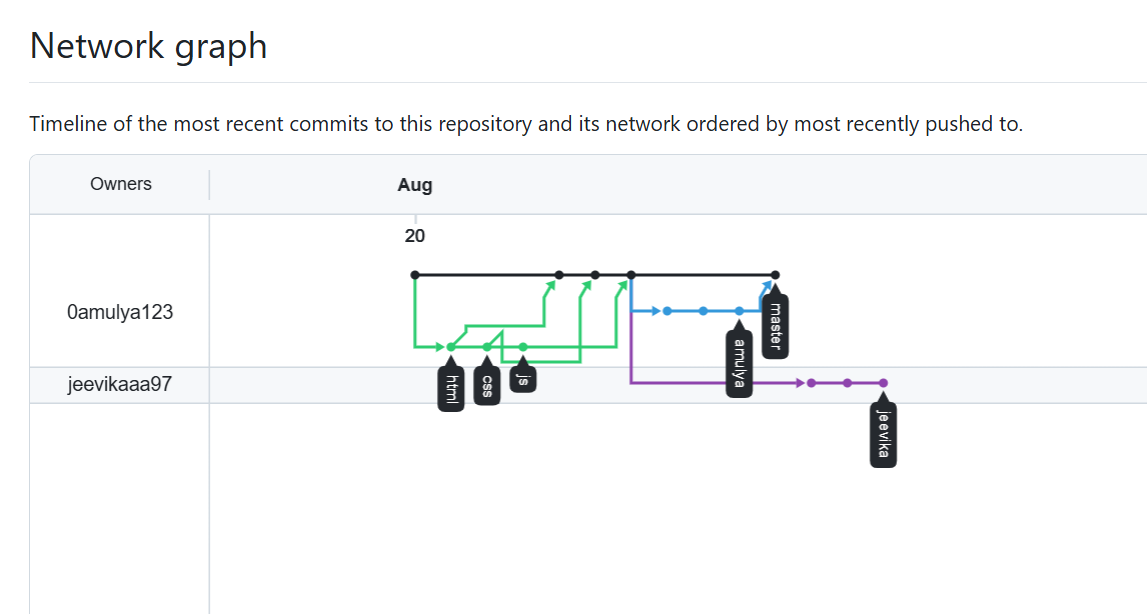 Network graph
Timeline of the most recent commits to this repository and its network ordered by most recently pushed to.
Owners
Aug
20
0amulya123
master
amulya
jeevikaaa97
html
css
js
jeevika